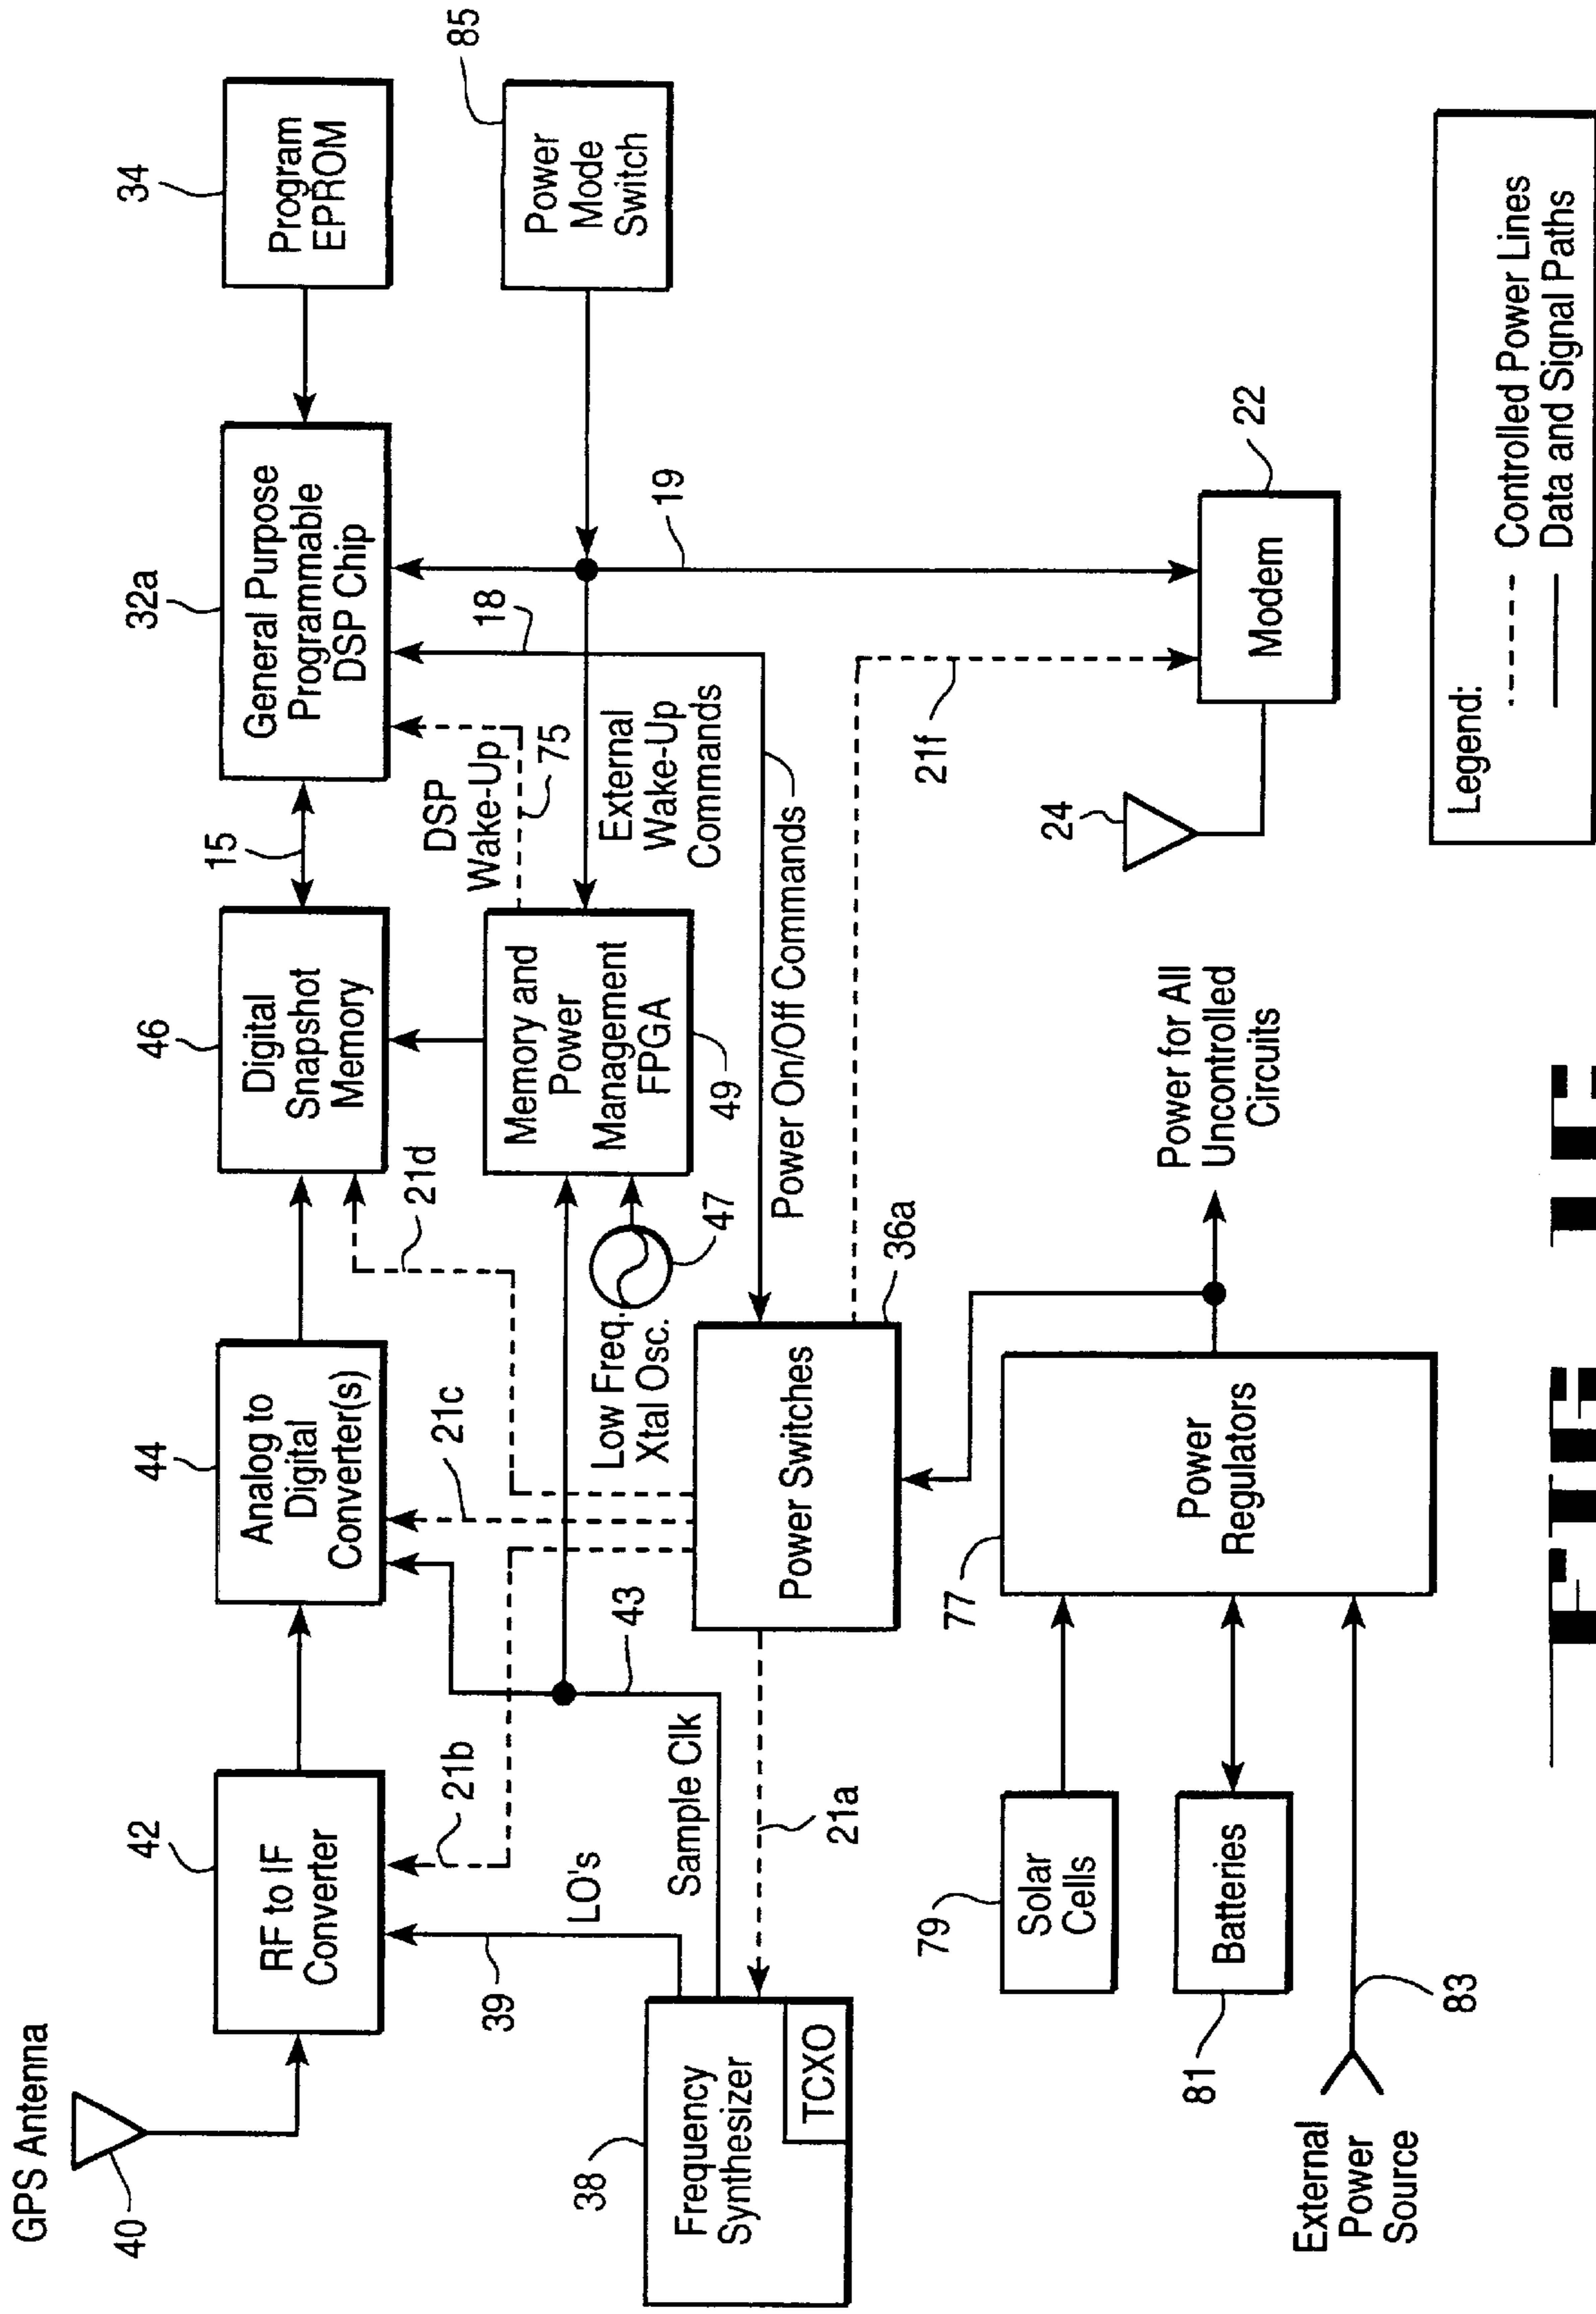 GPS Antenna
40
42
RF to IF
Converter
44
Analog to
Digital
Converter(s)
46
Digital
Snapshot
Memory
15
32a
General Purpose
Programmable
DSP Chip
34
Program
EPROM
85
Power
Mode
Switch
39
LO's
21b
Sample Clk
43
21c
21d
Low Freq.
Xtal Osc.
47
Memory and
Power
Management
FPGA
49
DSP
Wake-Up
75
External
Wake-Up
Commands
18
19
38
Frequency
Synthesizer
TCXO
21a
Power Switches
36a
Power On/Off Commands
21f
22
Modem
24
79
Solar
Cells
81
Batteries
External
Power
Source
83
77
Power
Regulators
Power for All
Uncontrolled
Circuits
Legend:
Controlled Power Lines
Data and Signal Paths